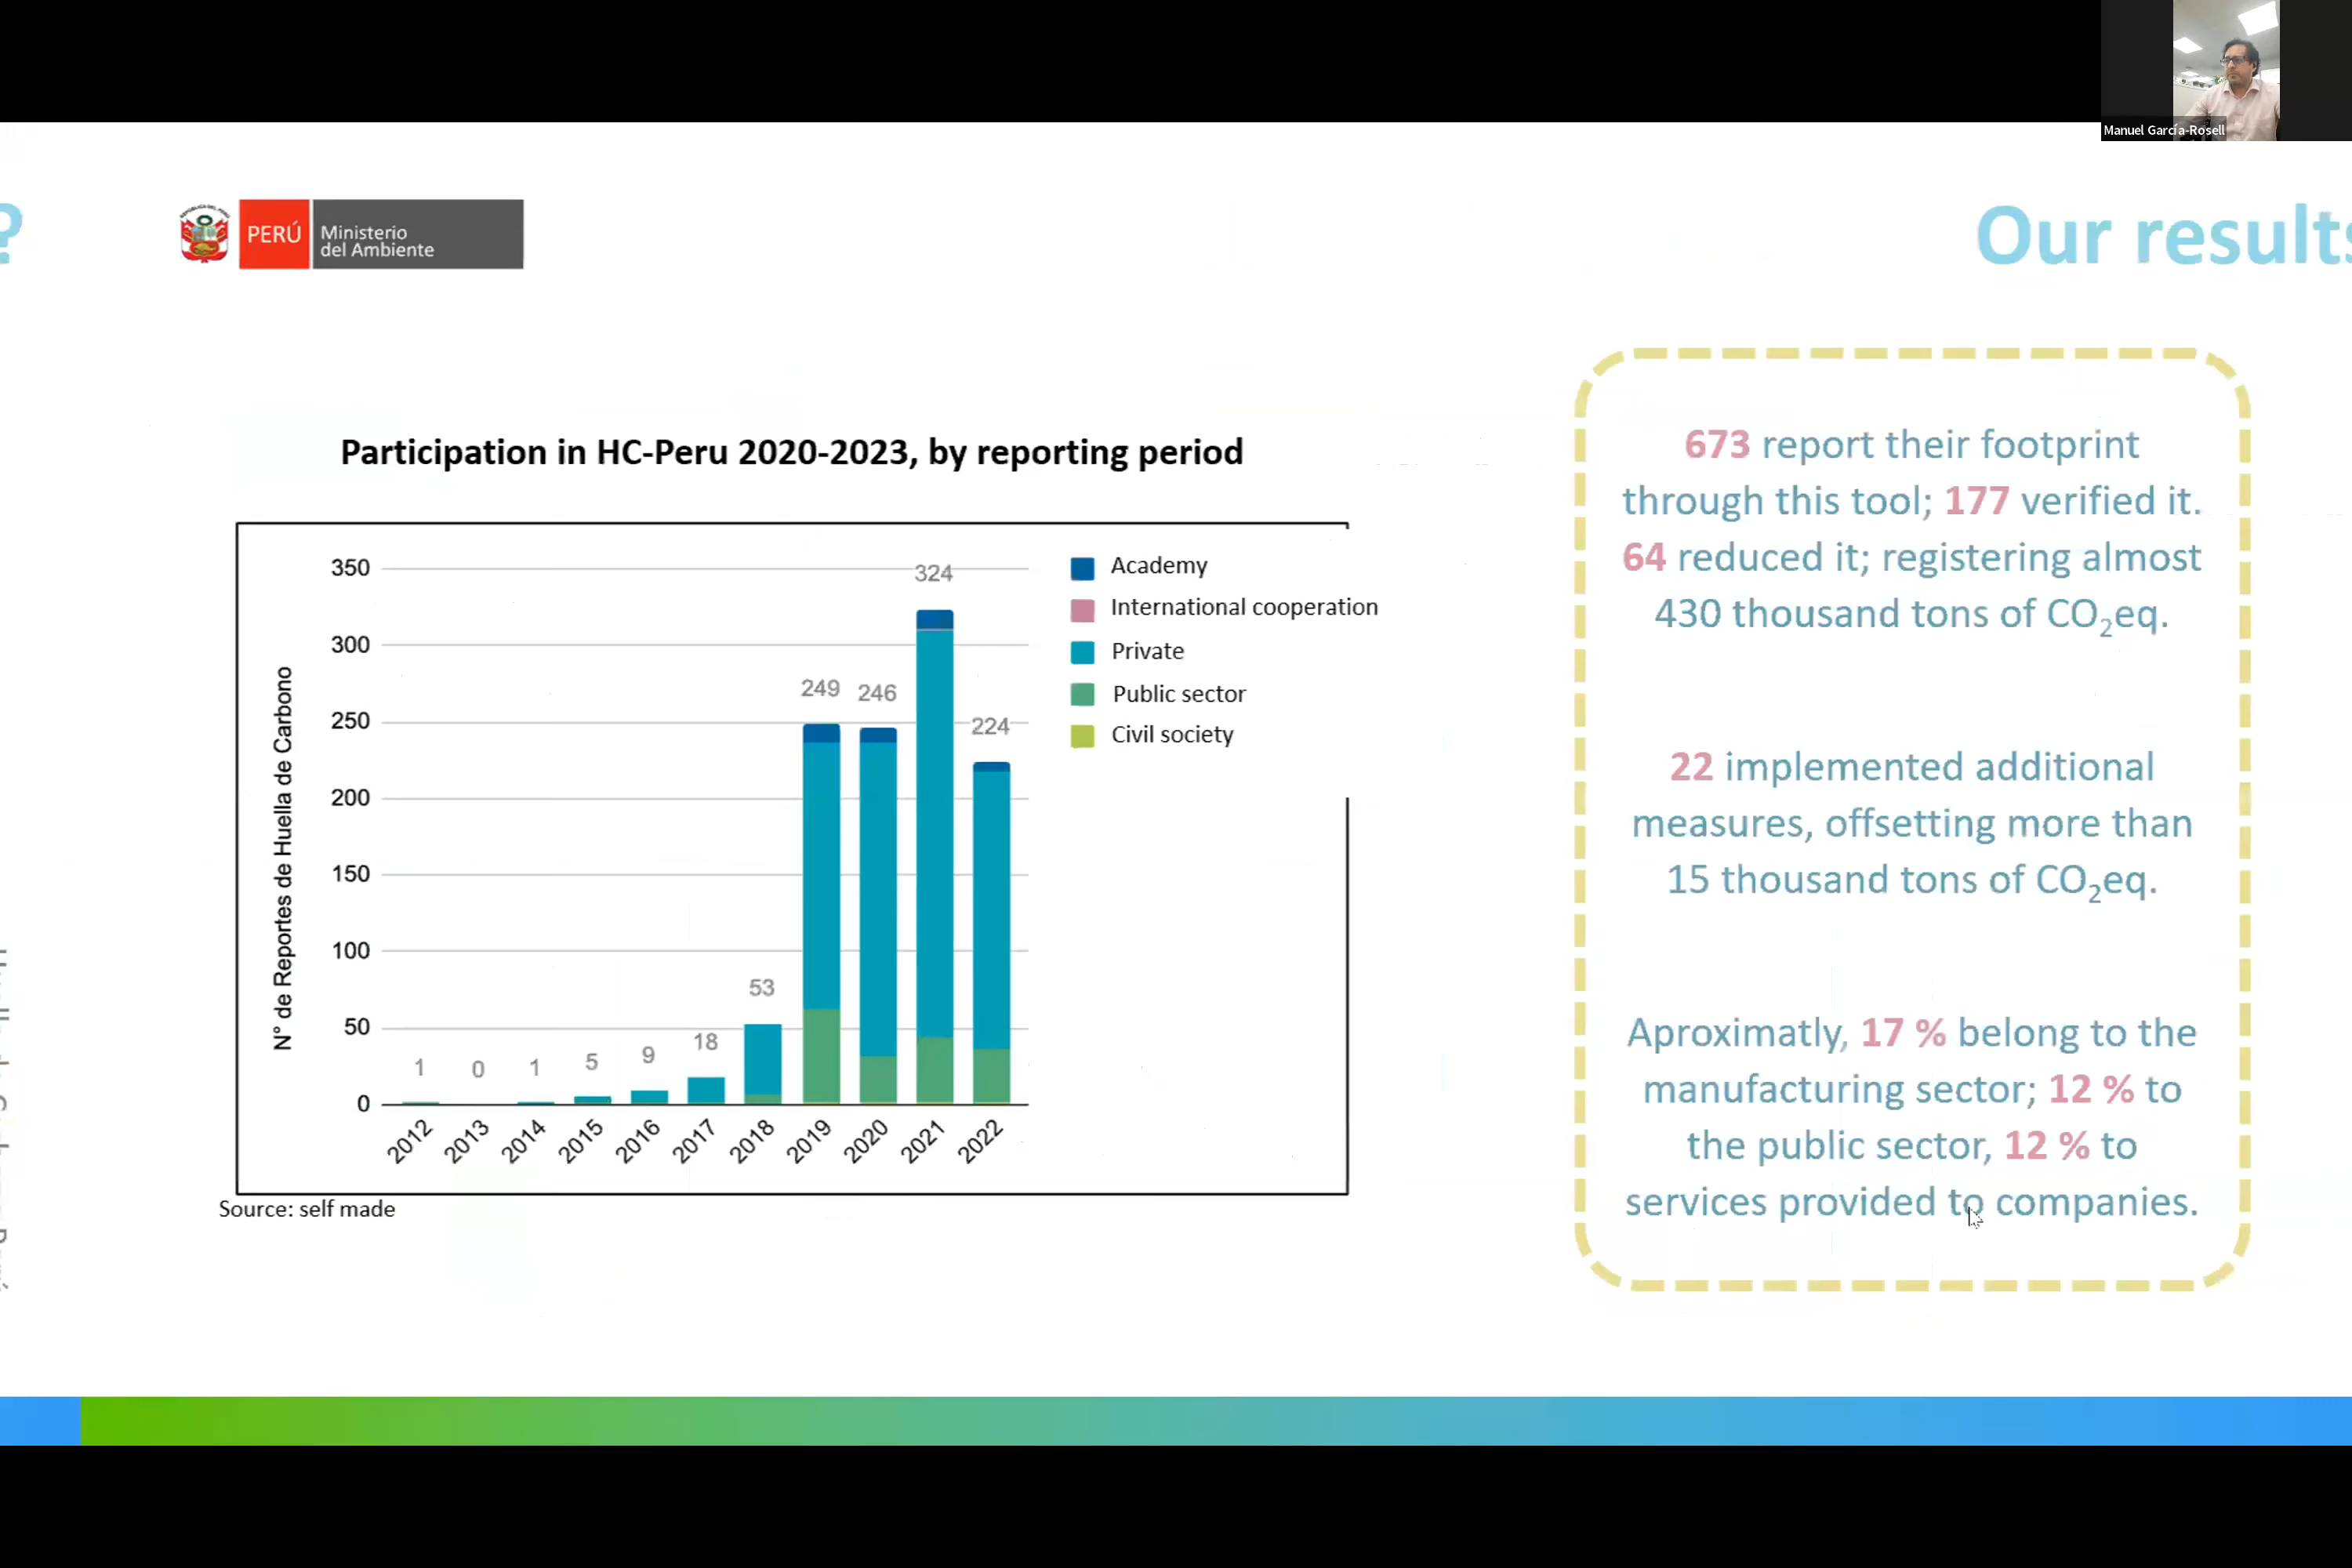 Manuel García-Rosell
?
PERÚ
Ministerio
del Ambiente
Our results
Participation in HC-Peru 2020-2023, by reporting period
N° de Reportes de Huella de Carbono
350
300
250
200
150
100
50
0
1
0
1
5
9
18
53
249
246
324
224
2012
2013
2014
2015
2016
2017
2018
2019
2020
2021
2022
Academy
International cooperation
Private
Public sector
Civil society
Source: self made
673 report their footprint
through this tool; 177 verified it.
64 reduced it; registering almost
430 thousand tons of CO₂eq.
22 implemented additional
measures, offsetting more than
15 thousand tons of CO₂eq.
Aproximatly, 17 % belong to the
manufacturing sector; 12 % to
the public sector, 12 % to
services provided to companies.